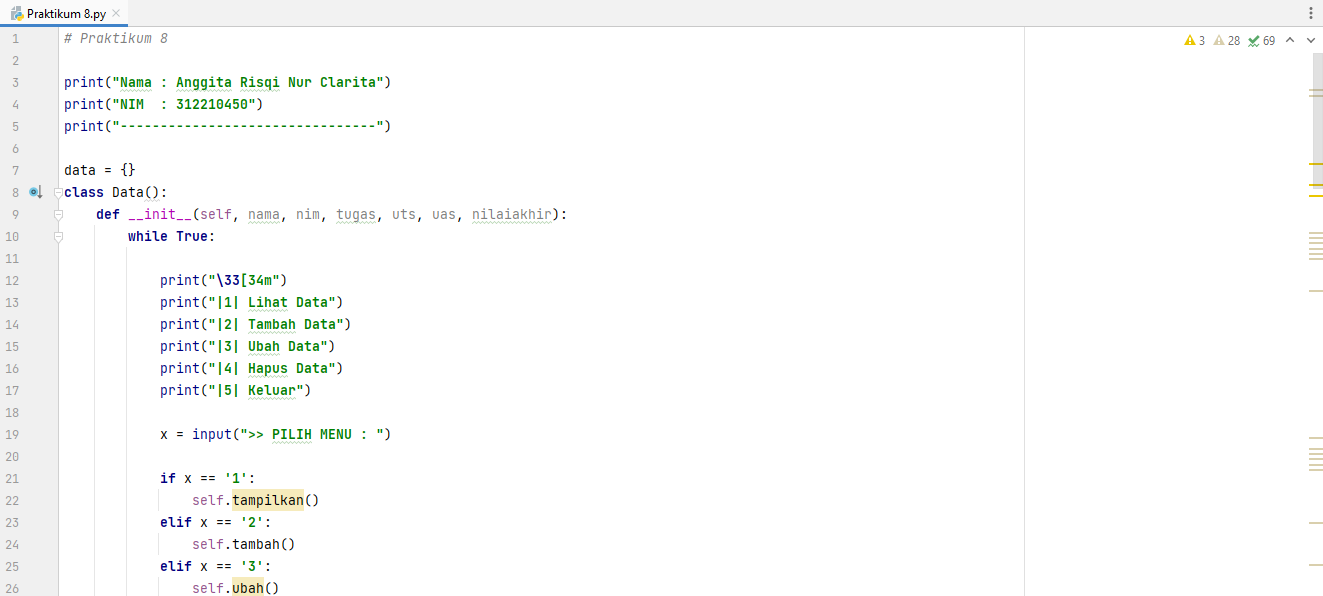 Praktikum 8.py
3 28 69
1 # Praktikum 8
2
3 print("Nama : Anggita Risqi Nur Clarita")
4 print("NIM  : 312210450")
5 print("--------------------------------")
6
7 data = {}
8 class Data():
9     def __init__(self, nama, nim, tugas, uts, uas, nilaiakhir):
10         while True:
11
12             print("\33[34m")
13             print("|1| Lihat Data")
14             print("|2| Tambah Data")
15             print("|3| Ubah Data")
16             print("|4| Hapus Data")
17             print("|5| Keluar")
18
19             x = input(">> PILIH MENU : ")
20
21             if x == '1':
22                 self.tampilkan()
23             elif x == '2':
24                 self.tambah()
25             elif x == '3':
26                 self.ubah()